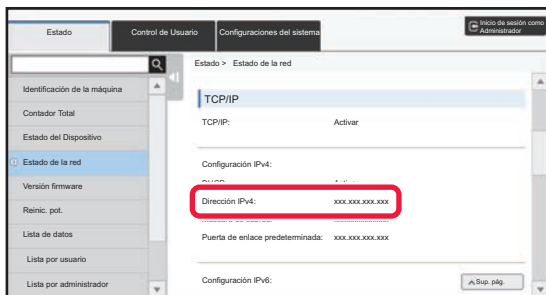 Estado
Control de Usuario
Configuraciones del sistema
Inicio de sesión como
Administrador
Estado > Estado de la red
Identificación de la máquina
Contador Total
Estado del Dispositivo
Estado de la red
Versión firmware
Reinic. pot.
Lista de datos
Lista por usuario
Lista por administrador
TCP/IP
TCP/IP: Activar
Configuración IPv4:
Dirección IPv4: xxx.xxx.xxx.xxx
Puerta de enlace predeterminada: xxx.xxx.xxx.xxx
Configuración IPv6:
Sup. pág.